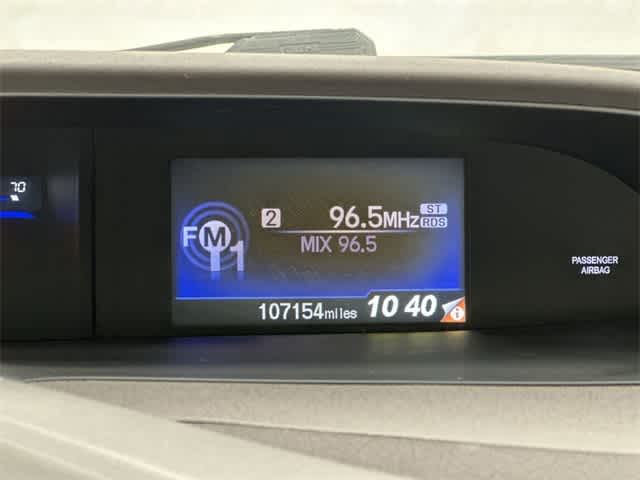 70
2 96.5MHz ST RDS
FM 1
MIX 96.5
PASSENGER
AIRBAG
107154miles 10 40